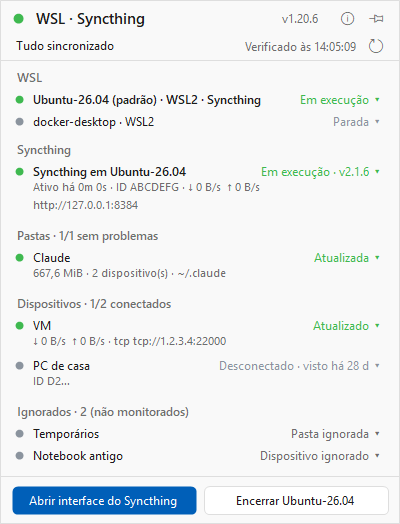 WSL · Syncthing
v1.20.6
Tudo sincronizado
Verificado às 14:05:09
WSL
Ubuntu-26.04 (padrão) · WSL2 · Syncthing
Em execução
docker-desktop · WSL2
Parada
Syncthing
Syncthing em Ubuntu-26.04
Em execução · v2.1.6
Ativo há 0m 0s · ID ABCDEFG · ↓ 0 B/s ↑ 0 B/s
http://127.0.0.1:8384
Pastas · 1/1 sem problemas
Claude
Atualizada
667,6 MiB · 2 dispositivo(s) · ~/.claude
Dispositivos · 1/2 conectados
VM
Atualizado
↓ 0 B/s ↑ 0 B/s · tcp tcp://1.2.3.4:22000
PC de casa
Desconectado · visto há 28 d
ID D2...
Ignorados · 2 (não monitorados)
Temporários
Pasta ignorada
Notebook antigo
Dispositivo ignorado
Abrir interface do Syncthing
Encerrar Ubuntu-26.04